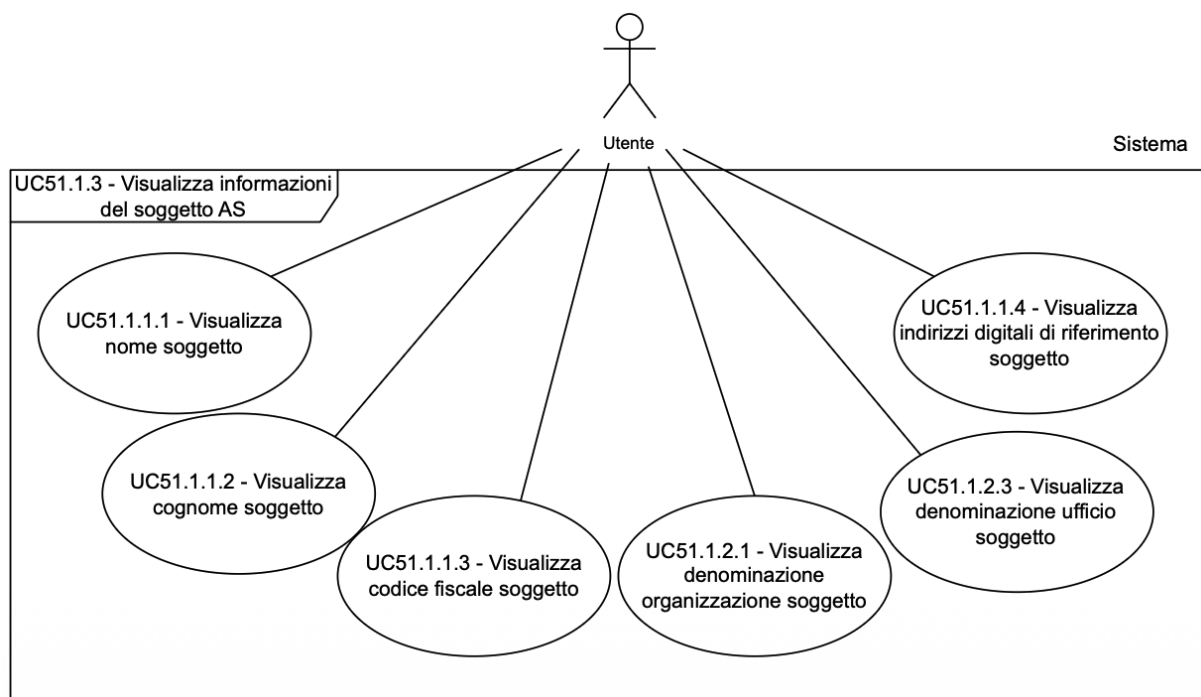 Utente
Sistema
UC51.1.3 - Visualizza informazioni
del soggetto AS
UC51.1.1.1 - Visualizza
nome soggetto
UC51.1.1.4 - Visualizza
indirizzi digitali di riferimento
soggetto
UC51.1.1.2 - Visualizza
cognome soggetto
UC51.1.2.3 - Visualizza
denominazione ufficio
soggetto
UC51.1.1.3 - Visualizza
codice fiscale soggetto
UC51.1.2.1 - Visualizza
denominazione
organizzazione soggetto